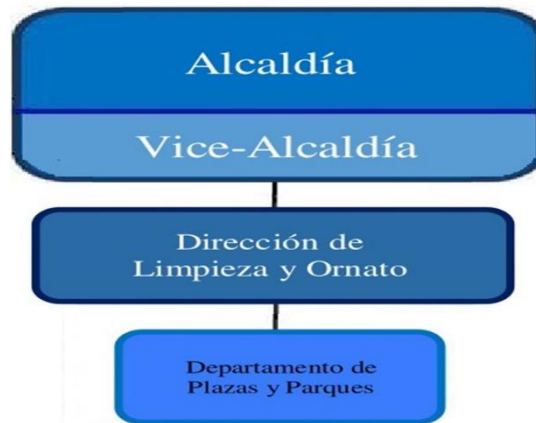 Alcaldía
Vice-Alcaldía
Dirección de
Limpieza y Ornato
Departamento de
Plazas y Parques